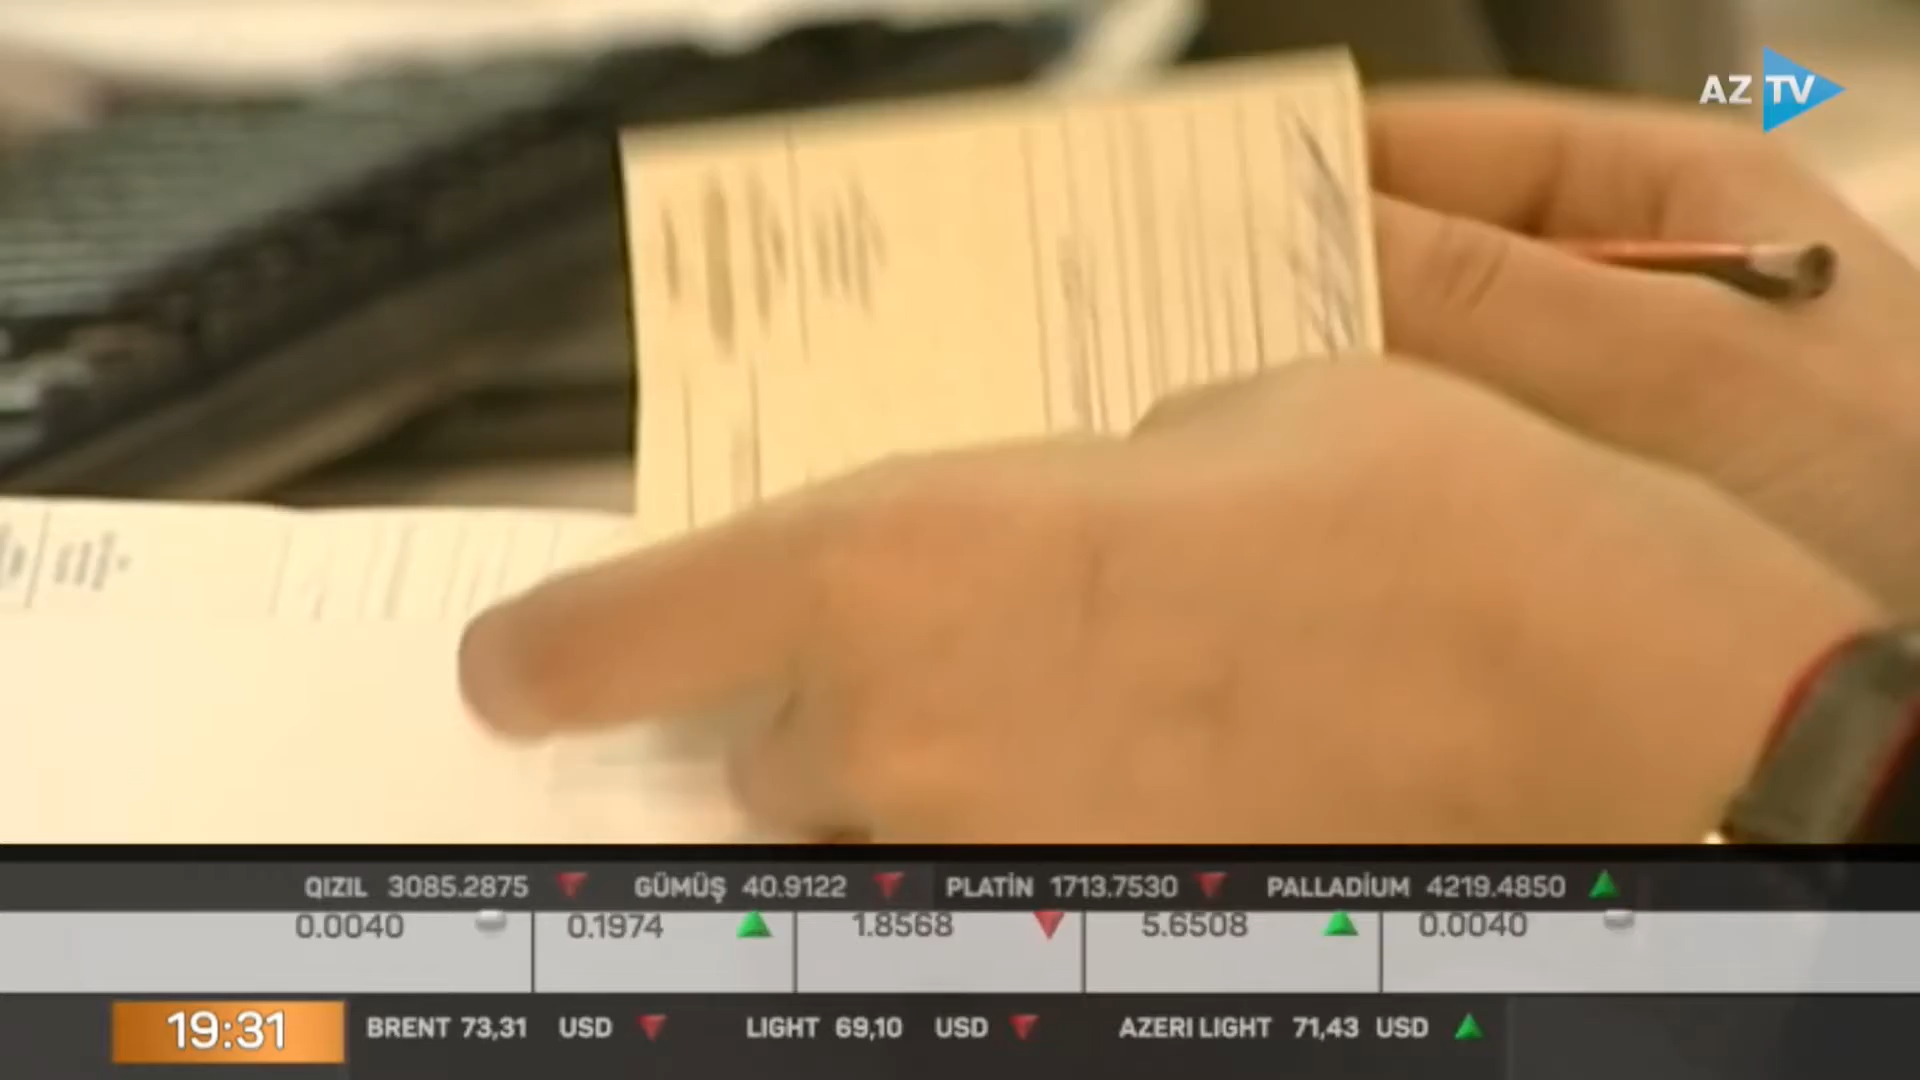 AZ TV
QIZIL 3085.2875 GÜMÜŞ 40.9122 PLATİN 1713.7530 PALLADİUM 4219.4850
0.0040 0.1974 1.8568 5.6508 0.0040
19:31 BRENT 73,31 USD LIGHT 69,10 USD AZERI LIGHT 71,43 USD